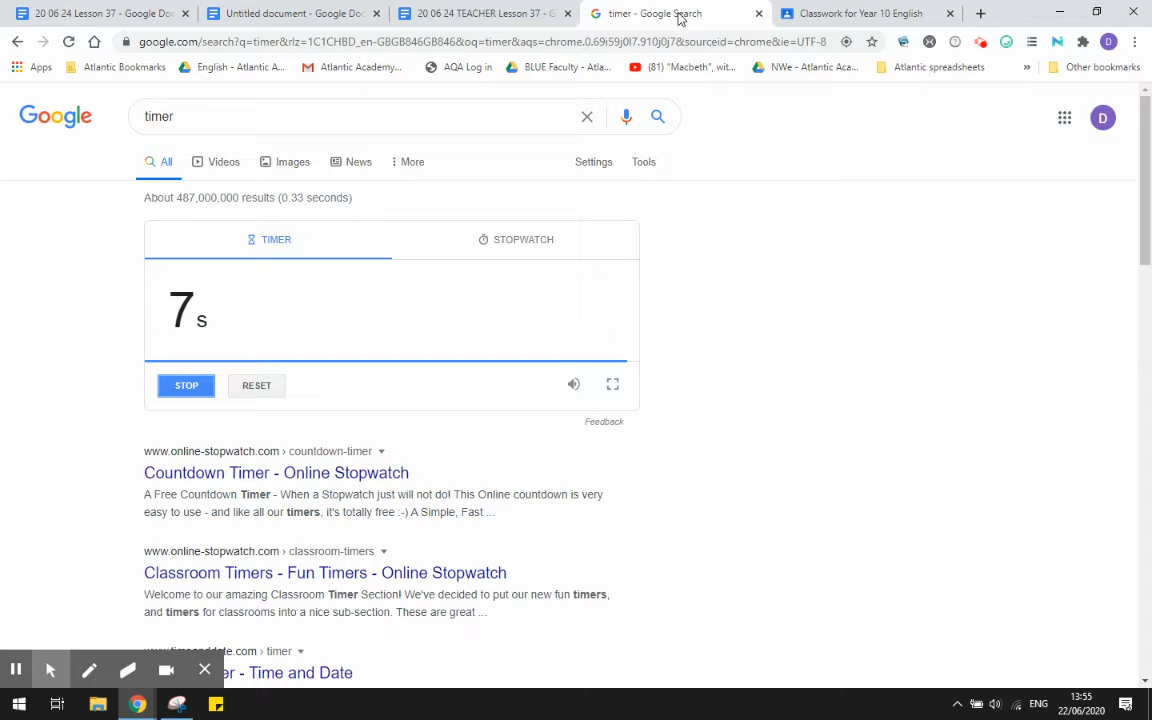 20 06 24 Lesson 37 - Google Doc
Untitled document - Google Doc
20 06 24 TEACHER Lesson 37 - G
timer - Google Search
Classwork for Year 10 English
google.com/search?q=timer&rlz=1C1CHBD_en-GBGB846GB846&oq=timer&aqs=chrome.0.69i59j0l7.910j0j7&sourceid=chrome&ie=UTF-8
Apps
Atlantic Bookmarks
English - Atlantic A...
Atlantic Academy...
AQA Log in
BLUE Faculty - Atla...
(81) "Macbeth", wit...
NWe - Atlantic Aca...
Atlantic spreadsheets
»
Other bookmarks
Google
timer
D
All
Videos
Images
News
More
Settings
Tools
About 487,000,000 results (0.33 seconds)
TIMER
STOPWATCH
7 s
STOP
RESET
Feedback
www.online-stopwatch.com › countdown-timer
Countdown Timer - Online Stopwatch
A Free Countdown Timer - When a Stopwatch just will not do! This Online countdown is very
easy to use - and like all our timers, it's totally free :-) A Simple, Fast ...
www.online-stopwatch.com › classroom-timers
Classroom Timers - Fun Timers - Online Stopwatch
Welcome to our amazing Classroom Timer Section! We've decided to put our new fun timers,
and timers for classrooms into a nice sub-section. These are great ...
www.timeanddate.com › timer
- Time and Date
ENG
13:55
22/06/2020